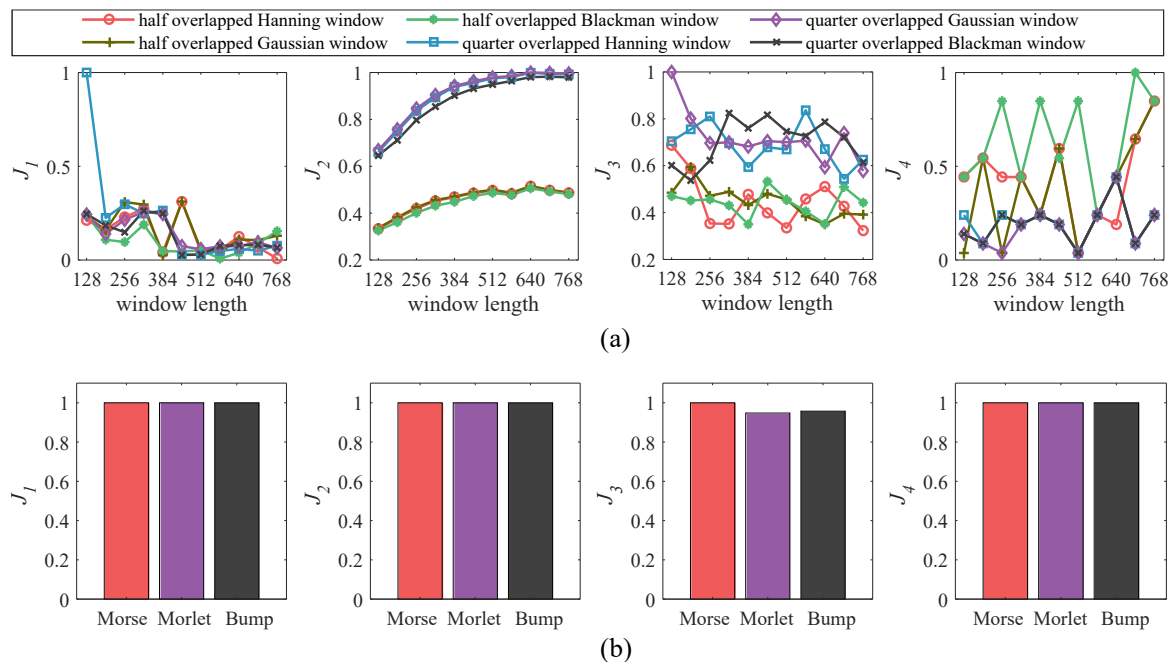 half overlapped Hanning window half overlapped Blackman window quarter overlapped Gaussian window
half overlapped Gaussian window quarter overlapped Hanning window quarter overlapped Blackman window
J1
1
0.5
0
128 256 384 512 640 768
window length
J2
1
0.8
0.6
0.4
0.2
128 256 384 512 640 768
window length
J3
1
0.8
0.6
0.4
0.2
128 256 384 512 640 768
window length
J4
1
0.5
0
128 256 384 512 640 768
window length
(a)
J1
1
0.8
0.6
0.4
0.2
0
Morse Morlet Bump
J2
1
0.8
0.6
0.4
0.2
0
Morse Morlet Bump
J3
1
0.8
0.6
0.4
0.2
0
Morse Morlet Bump
J4
1
0.8
0.6
0.4
0.2
0
Morse Morlet Bump
(b)